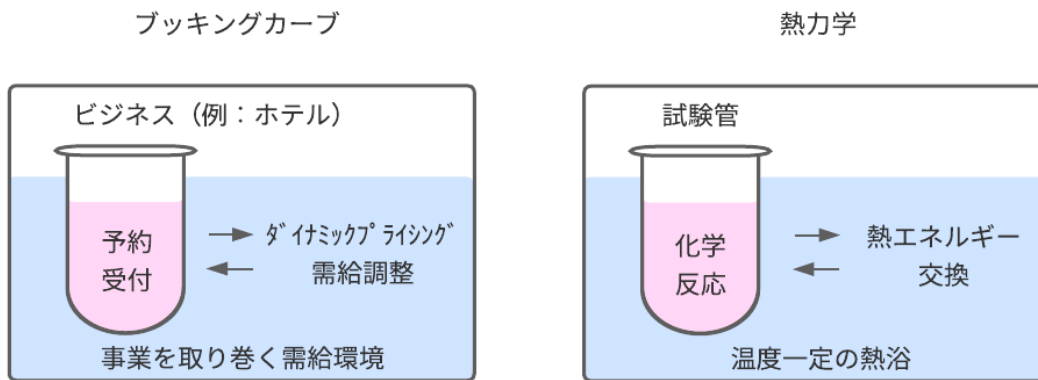 ブッキングカーブ
ビジネス（例：ホテル）
予約
受付
ﾀﾞｲﾅﾐｯｸﾌﾟﾗｲｼﾝｸﾞ
需給調整
事業を取り巻く需給環境
熱力学
試験管
化学
反応
熱エネルギー
交換
温度一定の熱浴